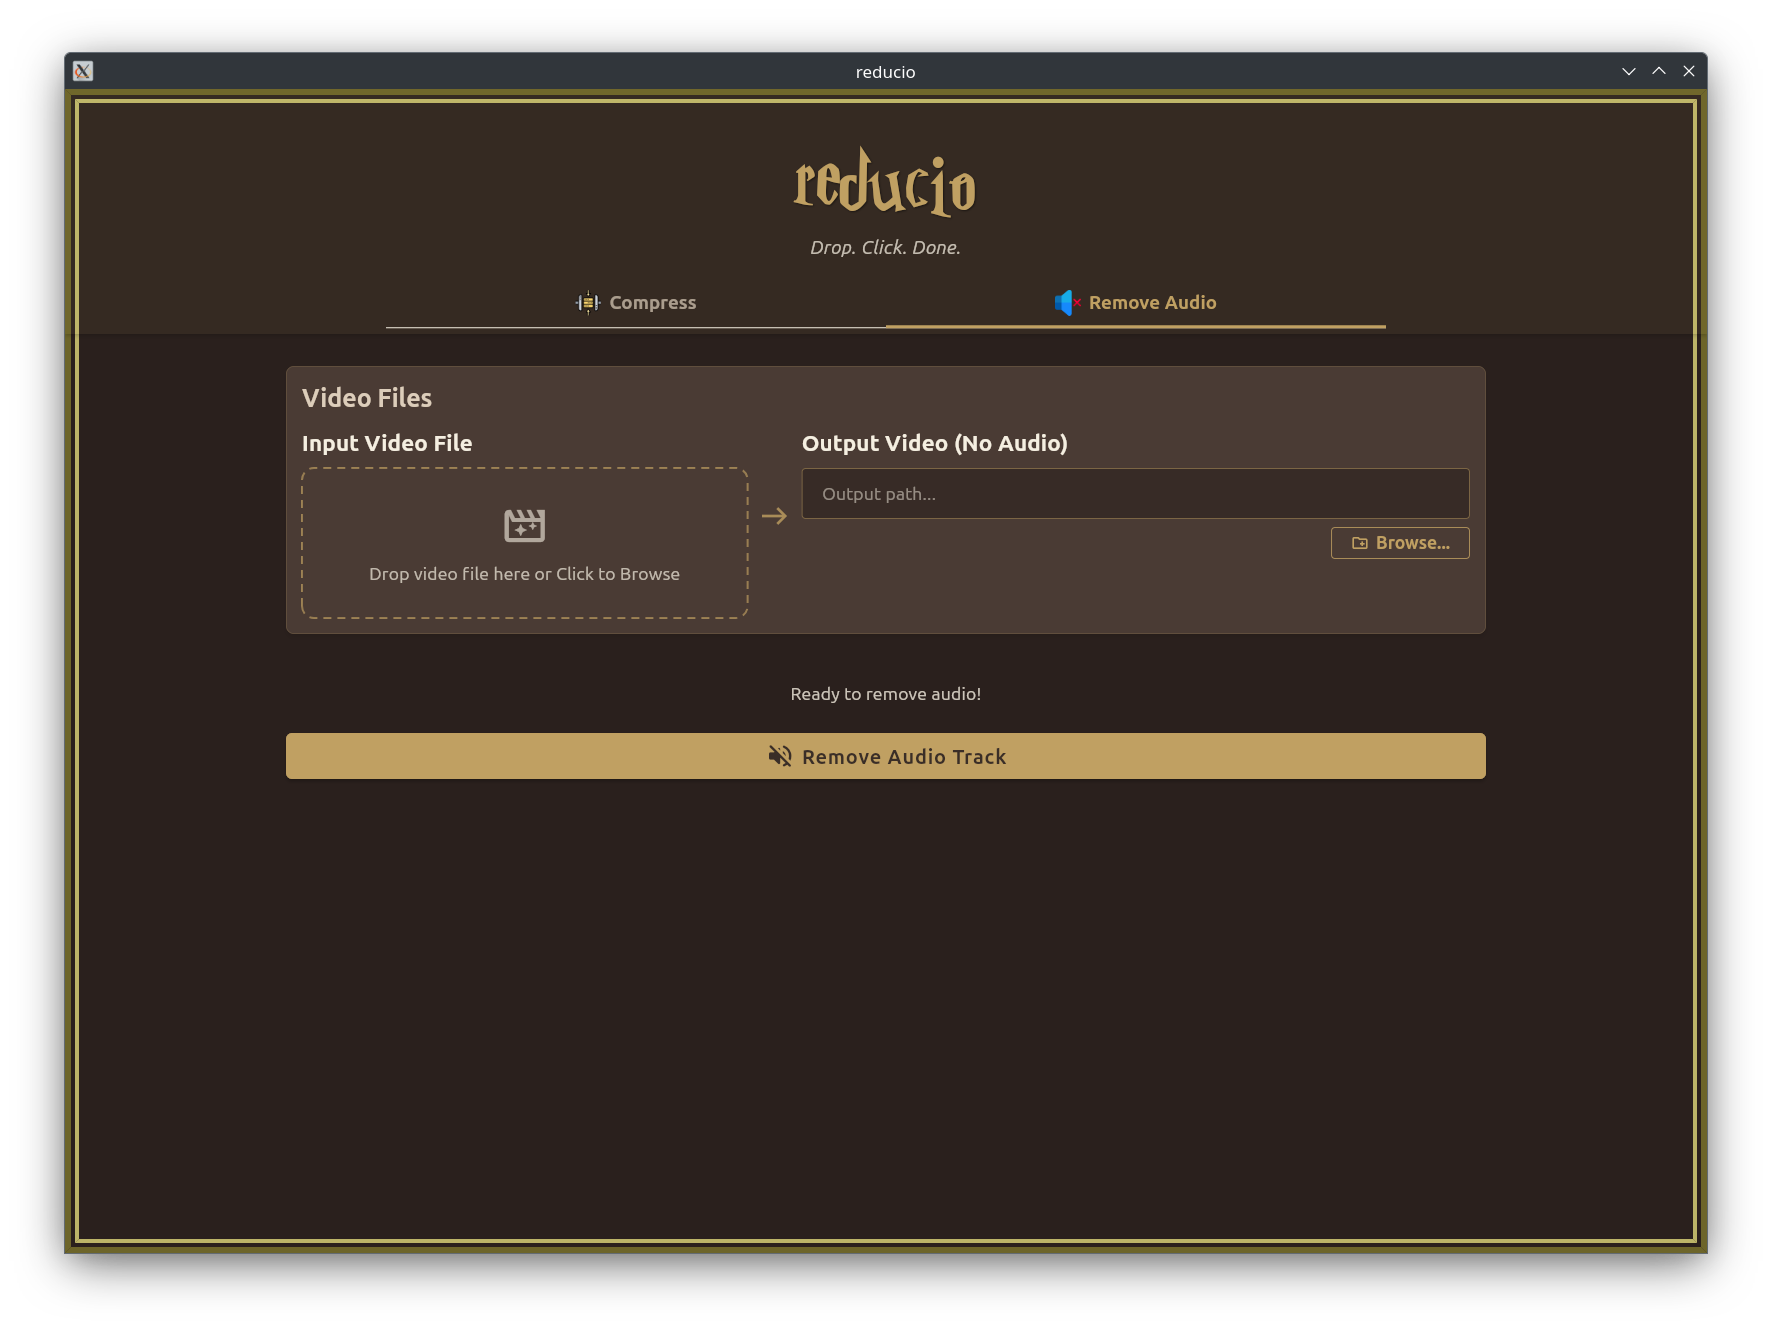 reducio
reducio
Drop. Click. Done.
Compress
Remove Audio
Video Files
Input Video File
Output Video (No Audio)
Output path...
Browse...
Drop video file here or Click to Browse
Ready to remove audio!
Remove Audio Track